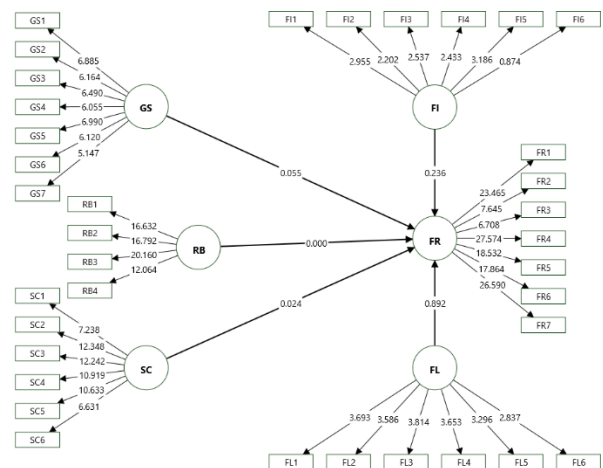 GS1
GS2
GS3
GS4
GS5
GS6
GS7
6.885
6.164
6.490
6.055
6.990
6.120
5.147
GS
FI1
FI2
FI3
FI4
FI5
FI6
2.955
2.202
2.537
2.433
3.186
0.874
FI
0.055
0.236
RB1
RB2
RB3
RB4
16.632
16.792
20.160
12.064
RB
0.000
FR
FR1
FR2
FR3
FR4
FR5
FR6
FR7
23.465
7.645
6.708
27.574
18.532
17.864
26.590
SC1
SC2
SC3
SC4
SC5
SC6
7.238
12.348
12.242
10.919
10.633
6.631
SC
0.024
0.892
FL
3.693
3.586
3.814
3.653
3.296
2.837
FL1
FL2
FL3
FL4
FL5
FL6